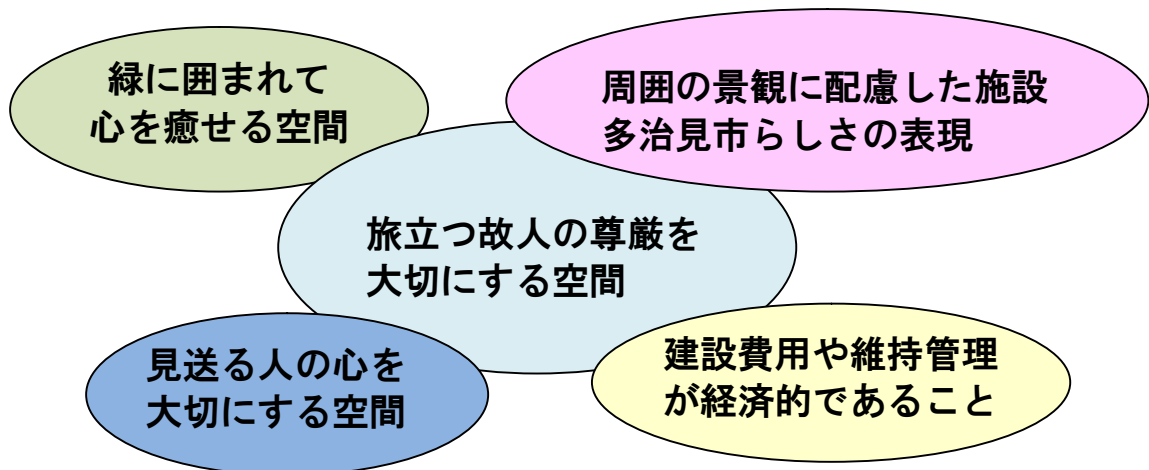 緑に囲まれて
心を癒せる空間
周囲の景観に配慮した施設
多治見市らしさの表現
旅立つ故人の尊厳を
大切にする空間
見送る人の心を
大切にする空間
建設費用や維持管理
が経済的であること